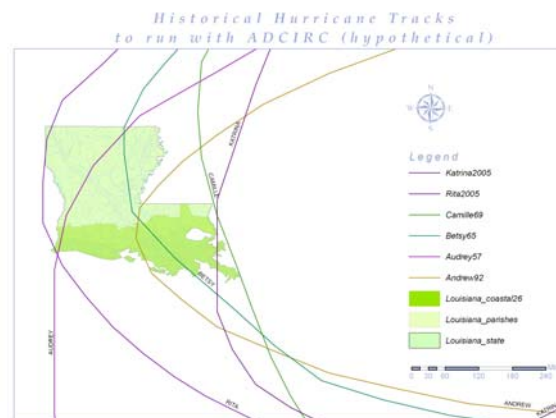 Historical Hurricane Tracks
to run with ADCIRC (hypothetical)
N
W E
S
Legend
Katrina2005
Rita2005
Camille69
Betsy65
Audrey57
Andrew92
Louisiana_coastal26
Louisiana_parishes
Louisiana_state
KATRINA
CAMILLE
BETSY
AUDREY
RITA
ANDREW
0 30 60 120 180 240